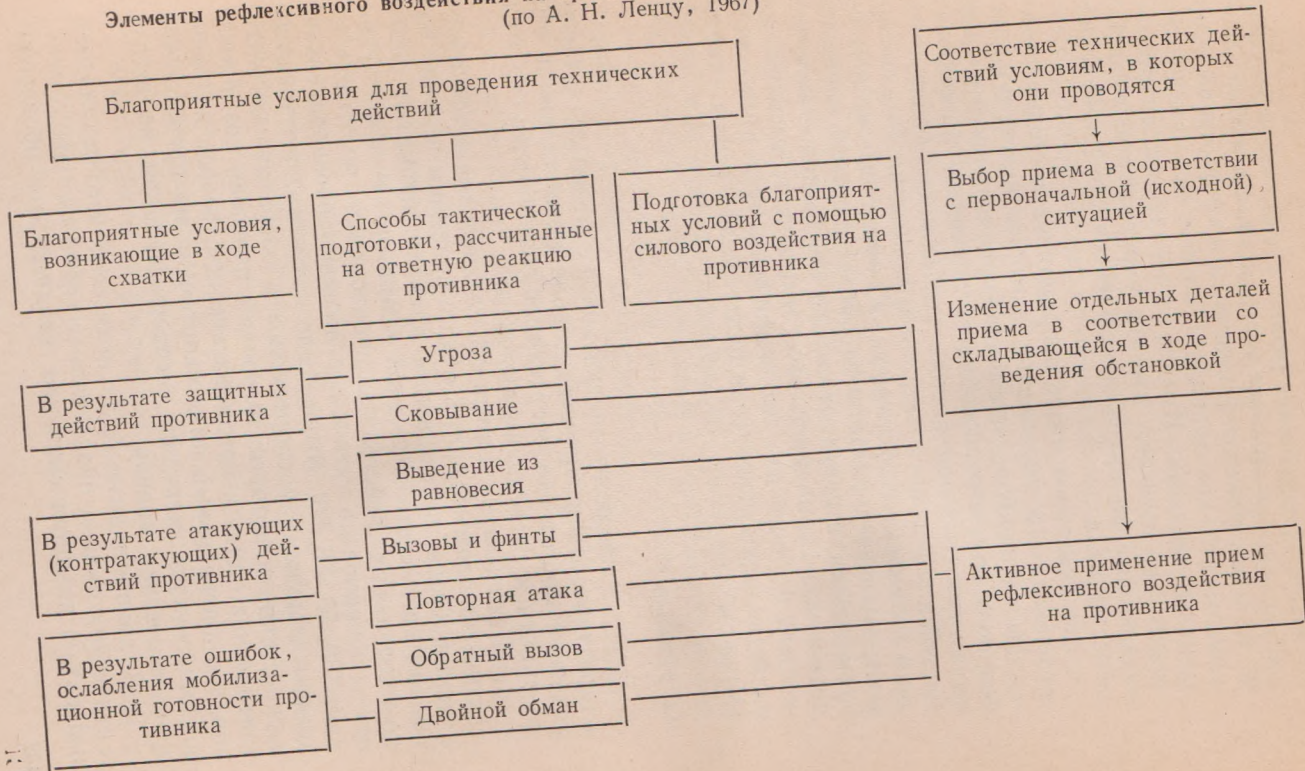 Элементы рефлексивного воздействия
(по А. Н. Ленцу, 1967)
Благоприятные условия для проведения технических
действий
Благоприятные условия,
возникающие в ходе
схватки
Способы тактической
подготовки, рассчитанные
на ответную реакцию
противника
Подготовка благоприят-
ных условий с помощью
силового воздействия на
противника
В результате защитных
действий противника
В результате атакующих
(контратакующих) дей-
ствий противника
В результате ошибок,
ослабления мобилиза-
ционной готовности про-
тивника
Угроза
Сковывание
Выведение из
равновесия
Вызовы и финты
Повторная атака
Обратный вызов
Двойной обман
Соответствие технических дей-
ствий условиям, в которых
они проводятся
Выбор приема в соответствии
с первоначальной (исходной)
ситуацией
Изменение отдельных деталей
приема в соответствии со
складывающейся в ходе про-
ведения обстановкой
Активное применение прием
рефлексивного воздействия
на противника